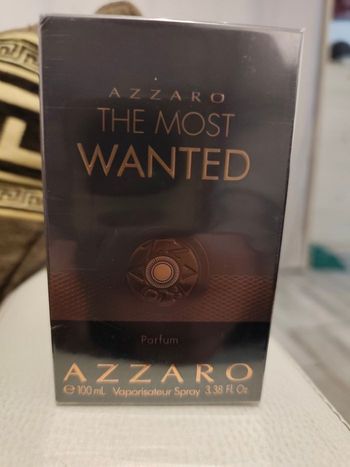 AZZARO
THE MOST
WANTED
Parfum
AZZARO
℮ 100 mL Vaporisateur Spray 3.38 Fl. Oz.